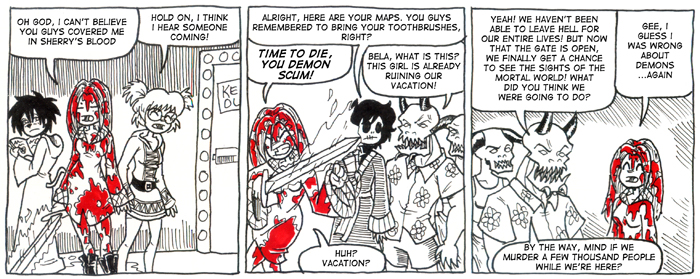 OH GOD, I CAN'T BELIEVE
YOU GUYS COVERED ME
IN SHERRY'S BLOOD
HOLD ON, I THINK
I HEAR SOMEONE
COMING!
ALRIGHT, HERE ARE YOUR MAPS. YOU GUYS
REMEMBERED TO BRING YOUR TOOTHBRUSHES,
RIGHT?
TIME TO DIE,
YOU DEMON
SCUM!
BELA, WHAT IS THIS?
THIS GIRL IS ALREADY
RUINING OUR
VACATION!
HUH?
VACATION?
YEAH! WE HAVEN'T BEEN
ABLE TO LEAVE HELL FOR
OUR ENTIRE LIVES! BUT NOW
THAT THE GATE IS OPEN,
WE FINALLY GET A CHANCE
TO SEE THE SIGHTS OF THE
MORTAL WORLD! WHAT
DID YOU THINK WE
WERE GOING TO DO?
GEE, I
GUESS I
WAS WRONG
ABOUT
DEMONS
...AGAIN
BY THE WAY, MIND IF WE
MURDER A FEW THOUSAND PEOPLE
WHILE WE'RE HERE?